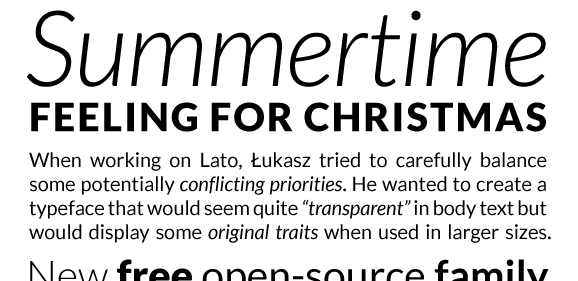 Summertime
FEELING FOR CHRISTMAS
When working on Lato, Łukasz tried to carefully balance
some potentially conflicting priorities. He wanted to create a
typeface that would seem quite “transparent” in body text but
would display some original traits when used in larger sizes.
New free open-source family